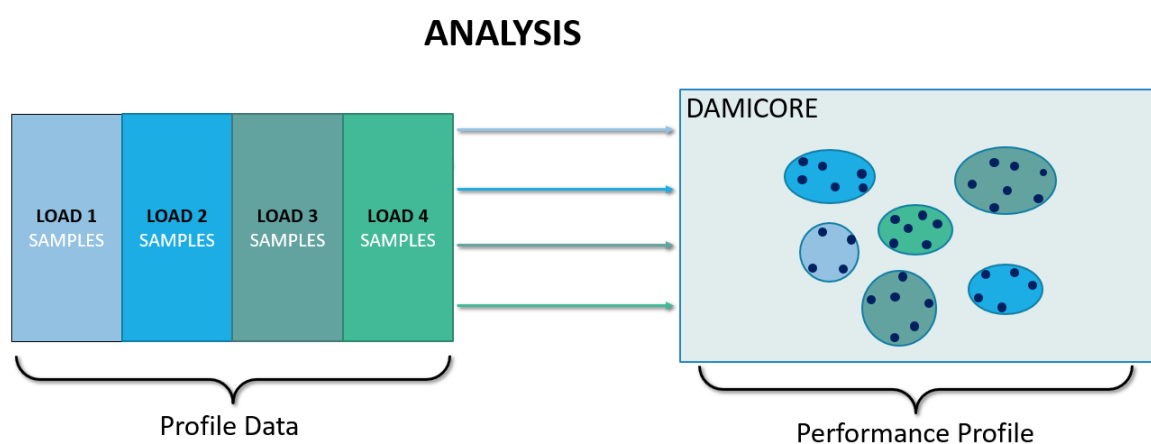 ANALYSIS
LOAD 1
SAMPLES
LOAD 2
SAMPLES
LOAD 3
SAMPLES
LOAD 4
SAMPLES
DAMICORE
Profile Data
Performance Profile